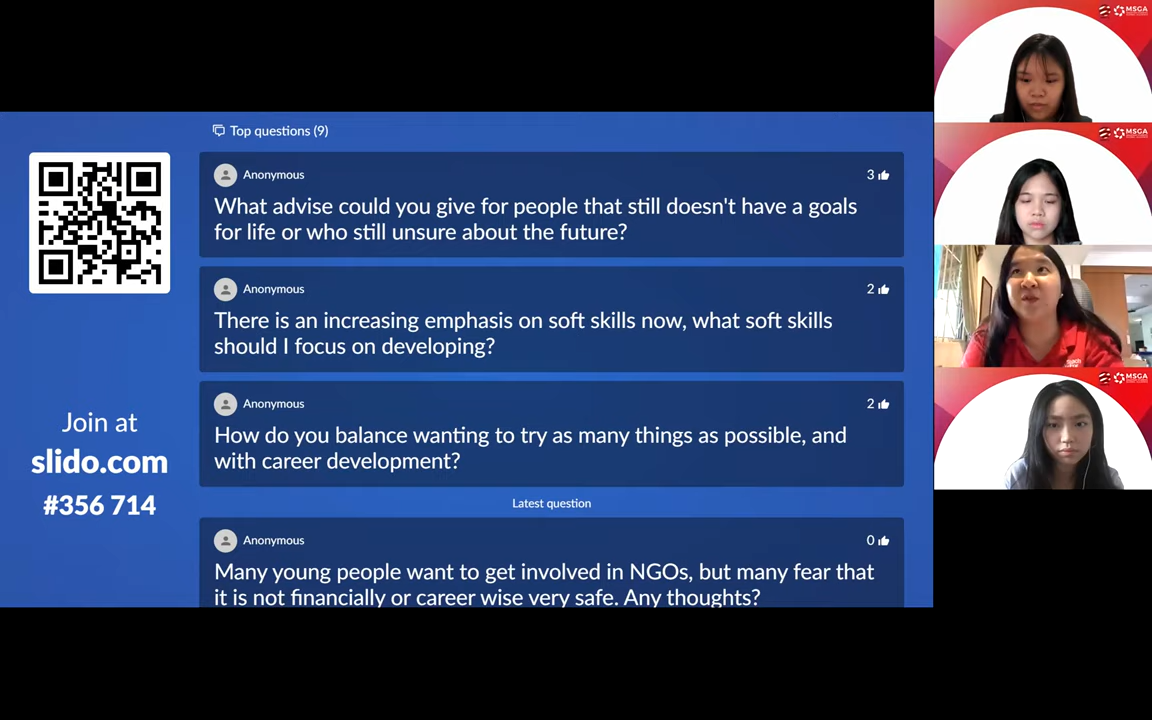 Top questions (9)
Anonymous
3
What advise could you give for people that still doesn't have a goals
for life or who still unsure about the future?
Anonymous
2
There is an increasing emphasis on soft skills now, what soft skills
should I focus on developing?
Anonymous
2
How do you balance wanting to try as many things as possible, and
with career development?
Latest question
Anonymous
0
Many young people want to get involved in NGOs, but many fear that
it is not financially or career wise very safe. Any thoughts?
Join at
slido.com
#356 714
MSGA
MSGA
MSGA